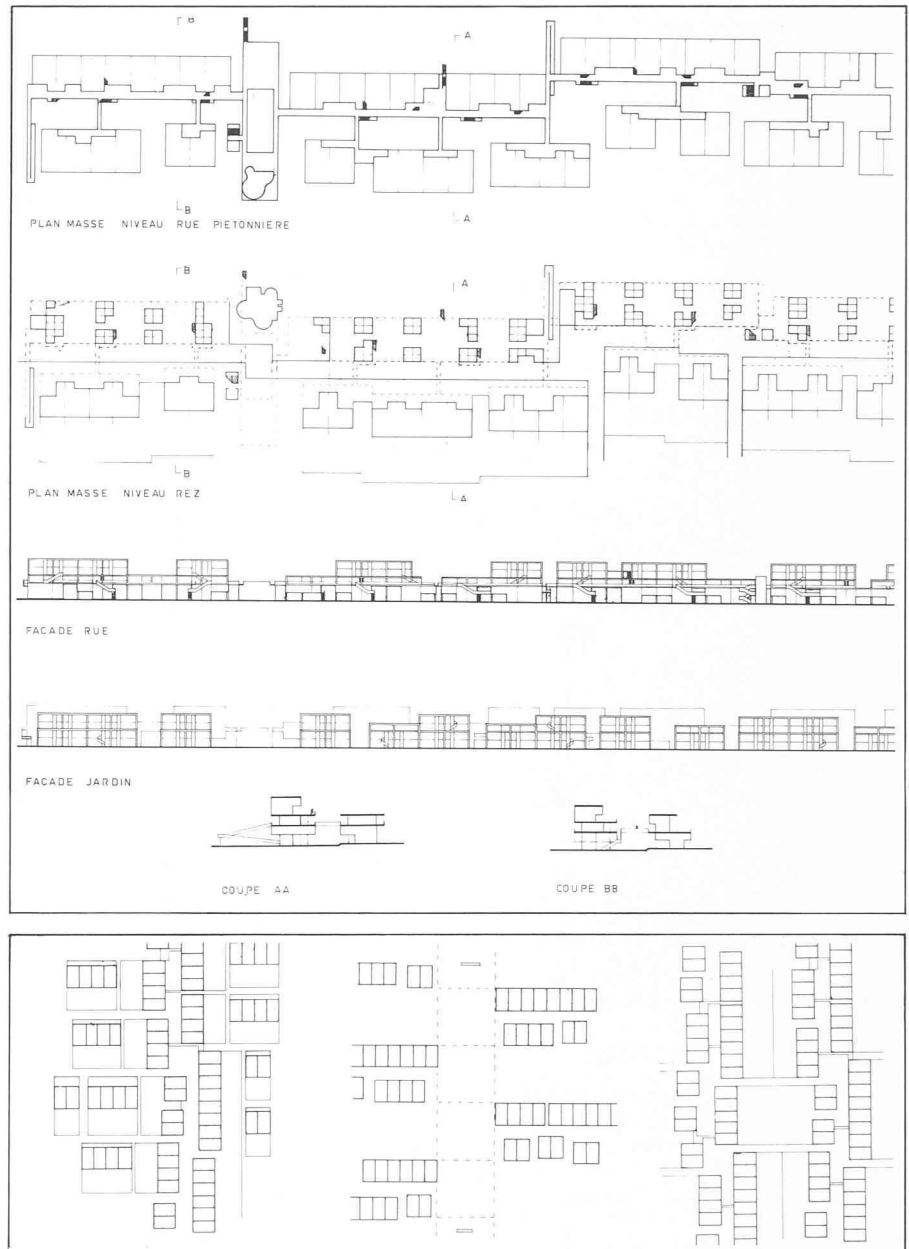 B
A
B
A
PLAN MASSE NIVEAU RUE PIETONNIERE
B
A
B
A
PLAN MASSE NIVEAU REZ
FACADE RUE
FACADE JARDIN
COUPE AA
COUPE BB